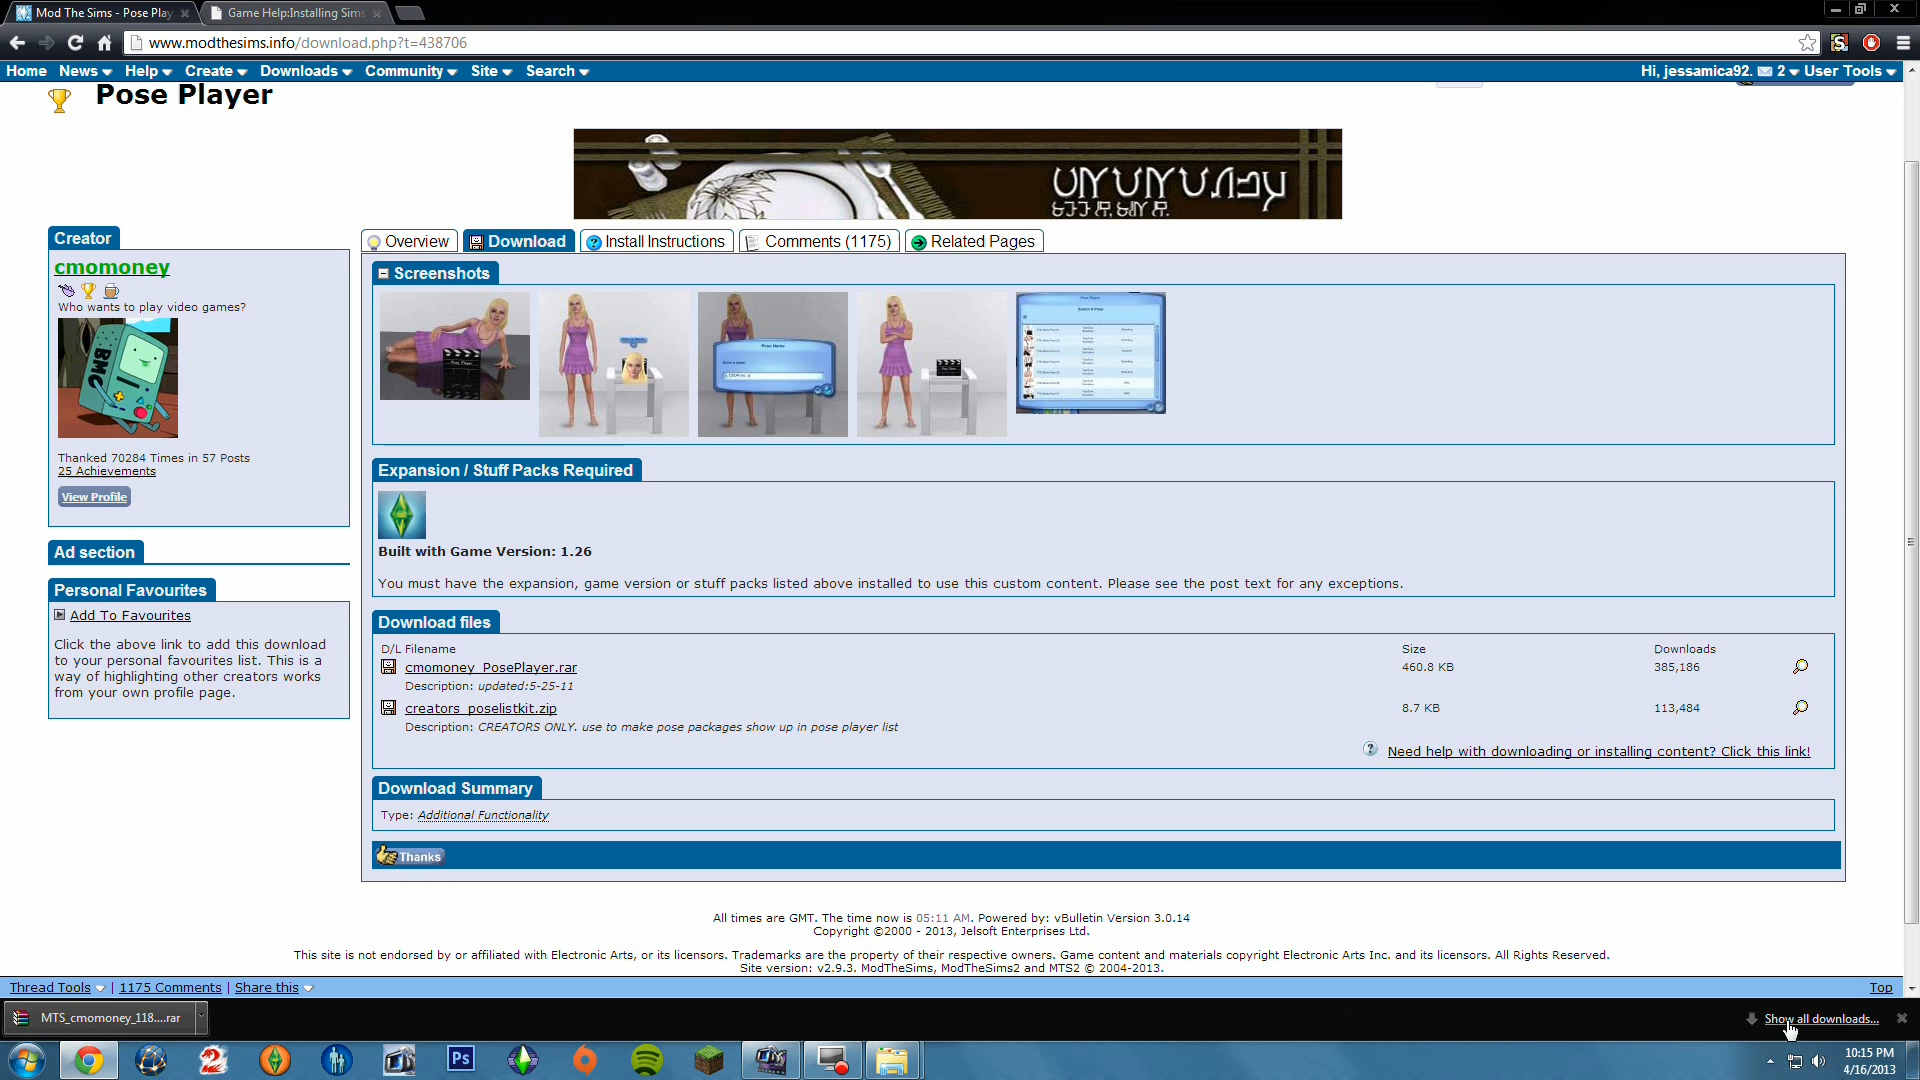 Mod The Sims - Pose Play
Game Help:Installing Sims
www.modthesims.info/download.php?t=438706
Home News Help Create Downloads Community Site Search
Hi, jessamica92. 2 User Tools
Pose Player
Creator
cmomoney
Who wants to play video games?
BMO
Thanked 70284 Times in 57 Posts
25 Achievements
View Profile
Ad section
Personal Favourites
Add To Favourites
Click the above link to add this download
to your personal favourites list. This is a
way of highlighting other creators works
from your own profile page.
Overview Download Install Instructions Comments (1175) Related Pages
Screenshots
Expansion / Stuff Packs Required
Built with Game Version: 1.26
You must have the expansion, game version or stuff packs listed above installed to use this custom content. Please see the post text for any exceptions.
Download files
D/L Filename Size Downloads
cmomoney_PosePlayer.rar 460.8 KB 385,186
Description: updated:5-25-11
creators_poselistkit.zip 8.7 KB 113,484
Description: CREATORS ONLY. use to make pose packages show up in pose player list
Need help with downloading or installing content? Click this link!
Download Summary
Type: Additional Functionality
Thanks
All times are GMT. The time now is 05:11 AM. Powered by: vBulletin Version 3.0.14
Copyright ©2000 - 2013, Jelsoft Enterprises Ltd.
This site is not endorsed by or affiliated with Electronic Arts, or its licensors. Trademarks are the property of their respective owners. Game content and materials copyright Electronic Arts Inc. and its licensors. All Rights Reserved.
Site version: v2.9.3. ModTheSims, ModTheSims2 and MTS2 © 2004-2013.
Thread Tools | 1175 Comments | Share this
Top
MTS_cmomoney_118....rar
Show all downloads...
Ps
10:15 PM
4/16/2013